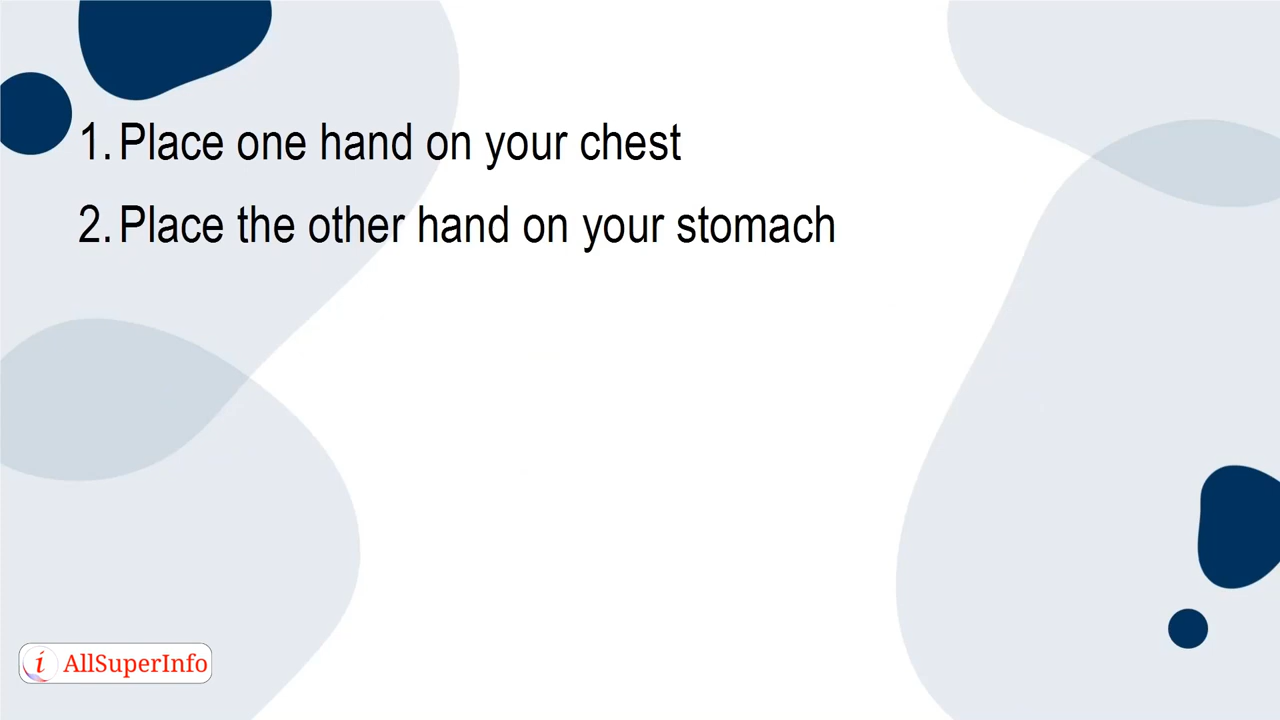 1. Place one hand on your chest
2. Place the other hand on your stomach
i AllSuperInfo